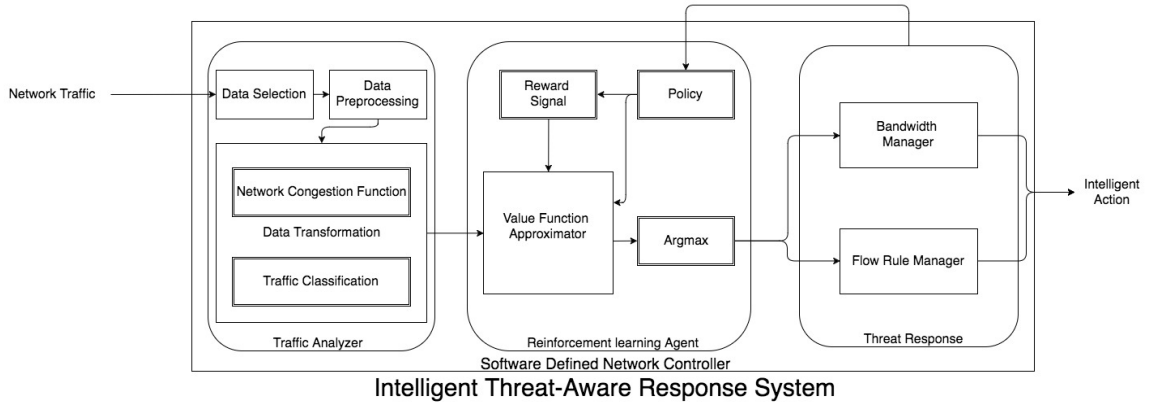 Network Traffic
Data Selection
Data
Preprocessing
Network Congestion Function
Data Transformation
Traffic Classification
Traffic Analyzer
Reward
Signal
Policy
Value Function
Approximator
Argmax
Reinforcement learning Agent
Bandwidth
Manager
Flow Rule Manager
Threat Response
Intelligent
Action
Software Defined Network Controller
Intelligent Threat-Aware Response System